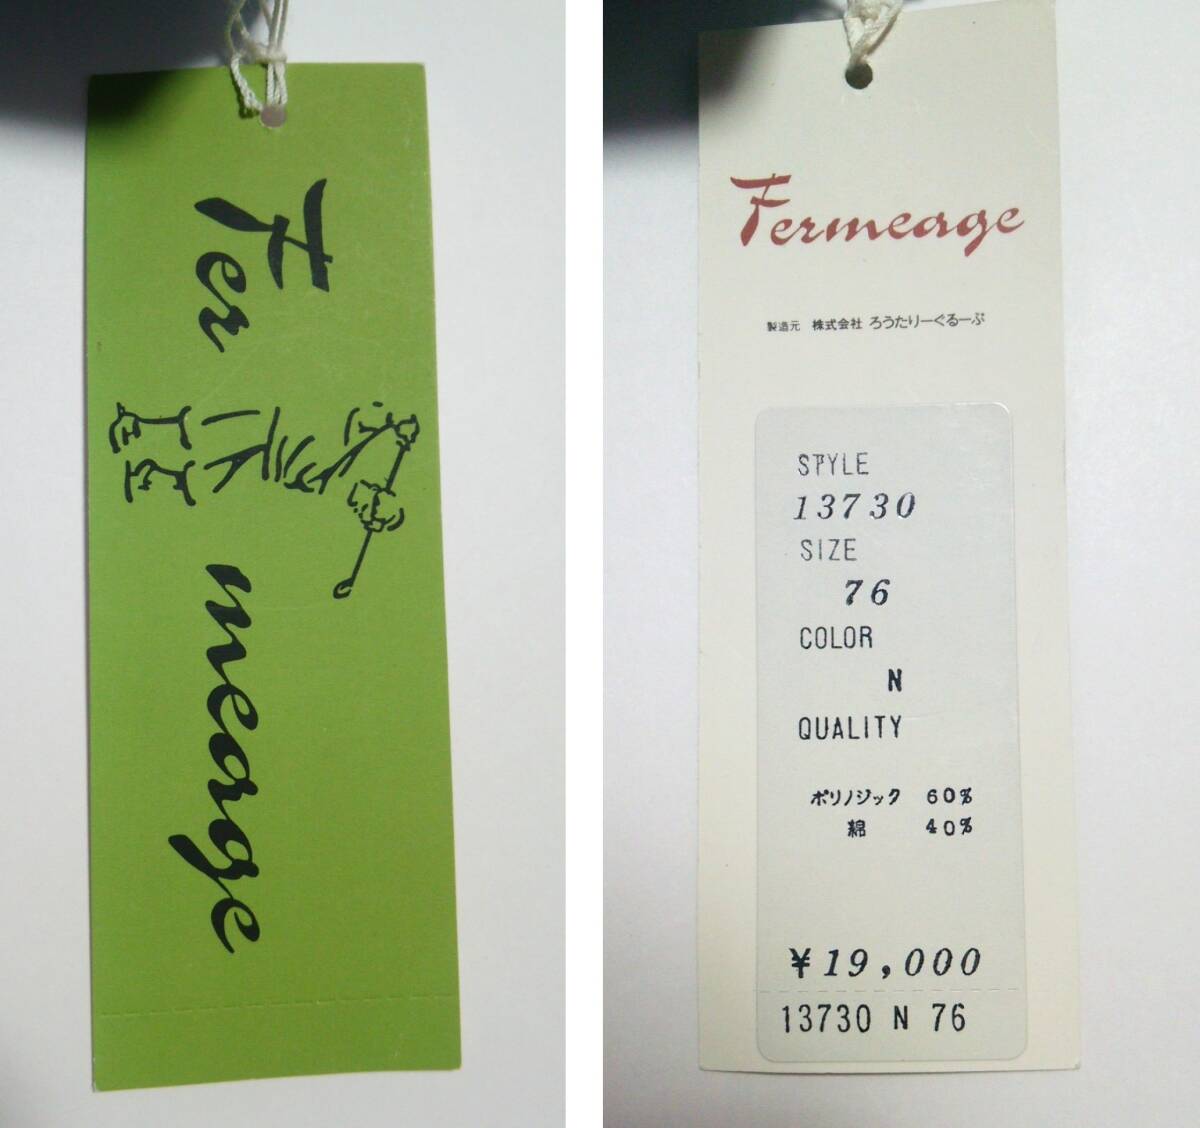 Fer
mearge
Fermeage
製造元 株式会社 ろうたりーぐるーぷ
STYLE
13730
SIZE
76
COLOR
N
QUALITY
ポリノジック 60%
綿 40%
¥19,000
13730 N 76